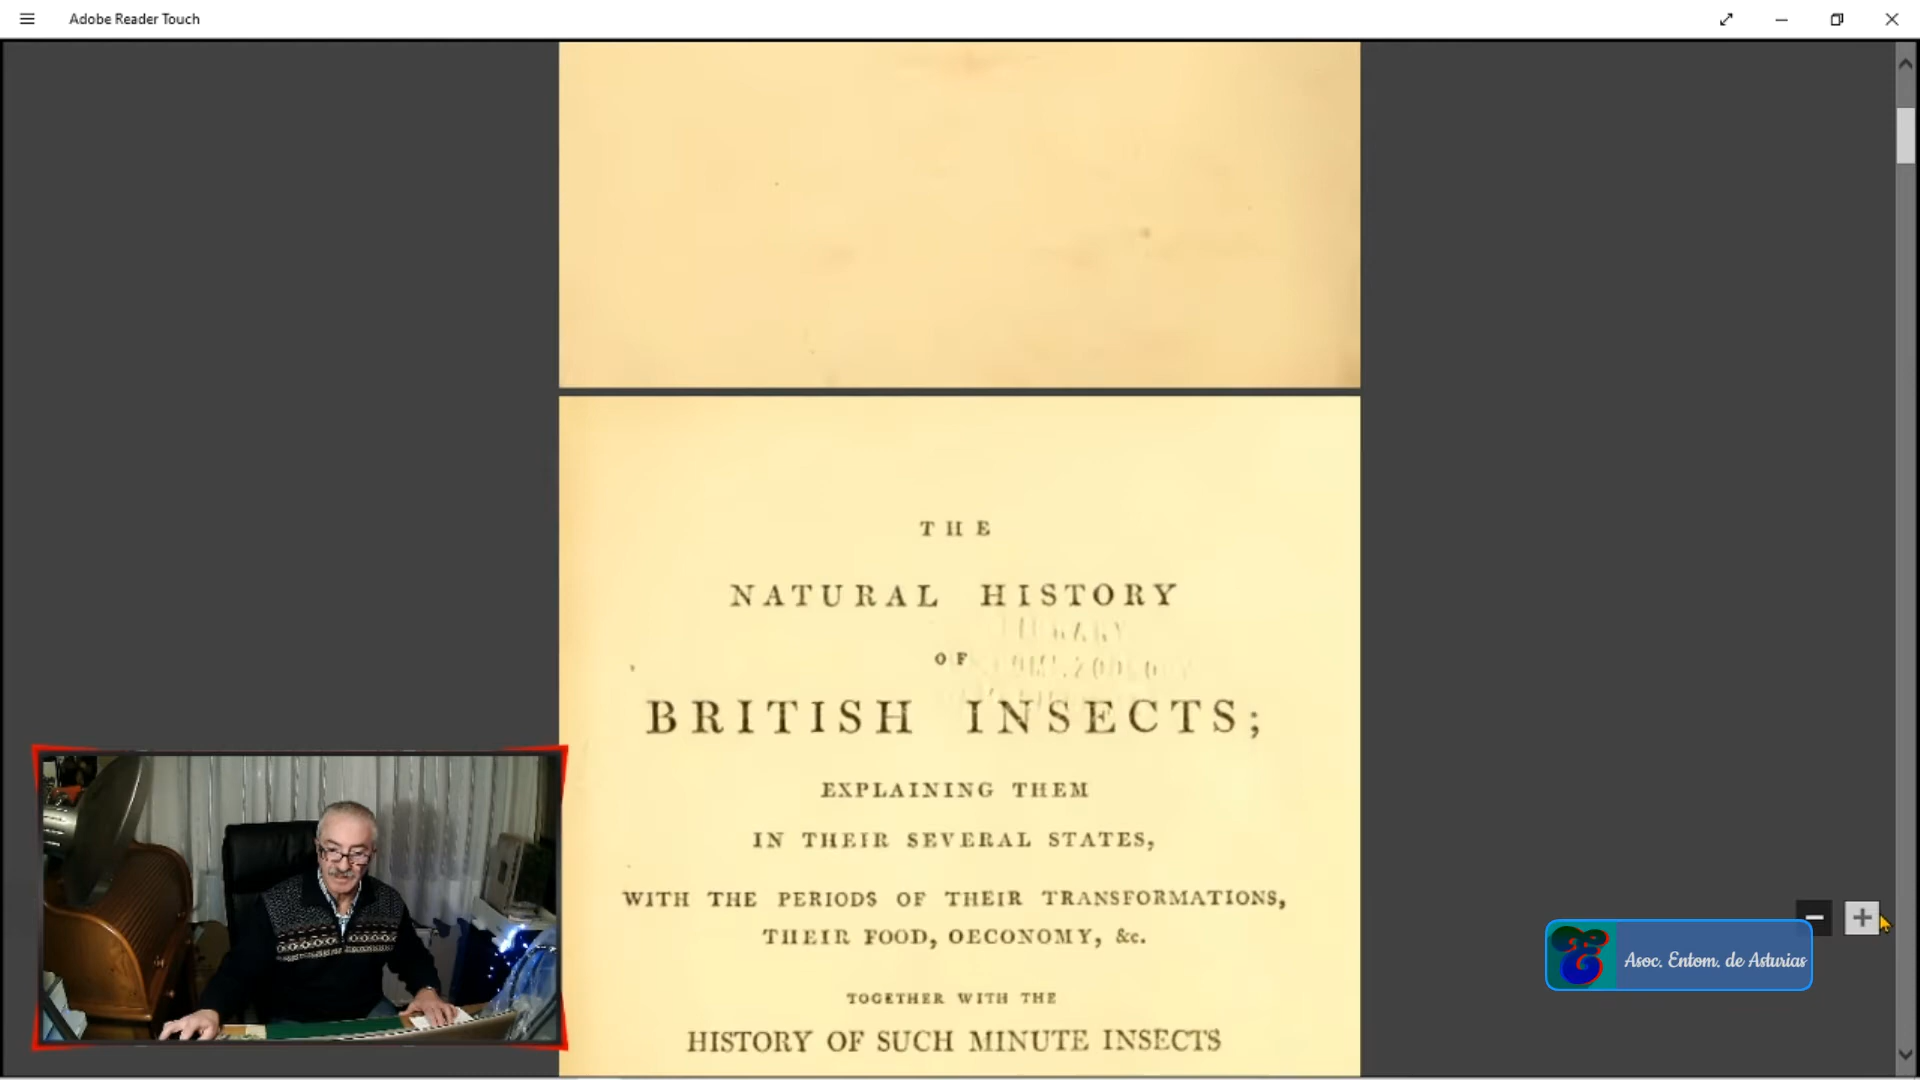 Adobe Reader Touch
THE
NATURAL HISTORY
LIBRARY
OF
BRITISH INSECTS;
EXPLAINING THEM
IN THEIR SEVERAL STATES,
WITH THE PERIODS OF THEIR TRANSFORMATIONS,
THEIR FOOD, OECONOMY, &c.
TOGETHER WITH THE
HISTORY OF SUCH MINUTE INSECTS
Asoc. Entom. de Asturias